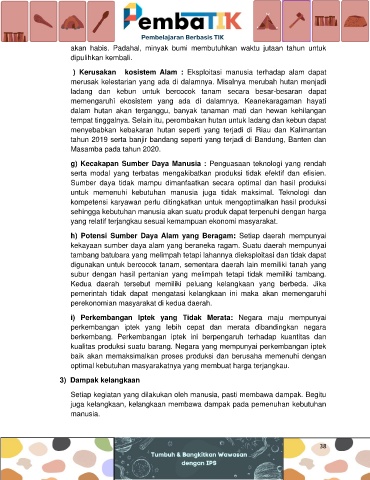 PembaTIK
Pembelajaran Berbasis TIK
akan habis. Padahal, minyak bumi membutuhkan waktu jutaan tahun untuk
dipulihkan kembali.
) Kerusakan kosistem Alam : Eksploitasi manusia terhadap alam dapat
merusak kelestarian yang ada di dalamnya. Misalnya merubah hutan menjadi
ladang dan kebun untuk bercocok tanam secara besar-besaran dapat
memengaruhi ekosistem yang ada di dalamnya. Keanekaragaman hayati
dalam hutan akan terganggu, banyak tanaman mati dan hewan kehilangan
tempat tinggalnya. Selain itu, perombakan hutan untuk ladang dan kebun dapat
menyebabkan kebakaran hutan seperti yang terjadi di Riau dan Kalimantan
tahun 2019 serta banjir bandang seperti yang terjadi di Bandung, Banten dan
Masamba pada tahun 2020.
g) Kecakapan Sumber Daya Manusia : Penguasaan teknologi yang rendah
serta modal yang terbatas mengakibatkan produksi tidak efektif dan efisien.
Sumber daya tidak mampu dimanfaatkan secara optimal dan hasil produksi
untuk memenuhi kebutuhan manusia juga tidak maksimal. Teknologi dan
kompetensi karyawan perlu ditingkatkan untuk mengoptimalkan hasil produksi
sehingga kebutuhan manusia akan suatu produk dapat terpenuhi dengan harga
yang relatif terjangkau sesuai kemampuan ekonomi masyarakat.
h) Potensi Sumber Daya Alam yang Beragam: Setiap daerah mempunyai
kekayaan sumber daya alam yang beraneka ragam. Suatu daerah mempunyai
tambang batubara yang melimpah tetapi lahannya dieksploitasi dan tidak dapat
digunakan untuk bercocok tanam, sementara daerah lain memiliki tanah yang
subur dengan hasil pertanian yang melimpah tetapi tidak memiliki tambang.
Kedua daerah tersebut memiliki peluang kelangkaan yang berbeda. Jika
pemerintah tidak dapat mengatasi kelangkaan ini maka akan memengaruhi
perekonomian masyarakat di kedua daerah.
i) Perkembangan Iptek yang Tidak Merata: Negara maju mempunyai
perkembangan iptek yang lebih cepat dan merata dibandingkan negara
berkembang. Perkembangan iptek ini berpengaruh terhadap kuantitas dan
kualitas produksi suatu barang. Negara yang mempunyai perkembangan iptek
baik akan memaksimalkan proses produksi dan berusaha memenuhi dengan
optimal kebutuhan masyarakatnya yang membuat harga terjangkau.
3) Dampak kelangkaan
Setiap kegiatan yang dilakukan oleh manusia, pasti membawa dampak. Begitu
juga kelangkaan, kelangkaan membawa dampak pada pemenuhan kebutuhan
manusia.
38
Tumbuh & Bangkitkan Wawasan
dengan IPS